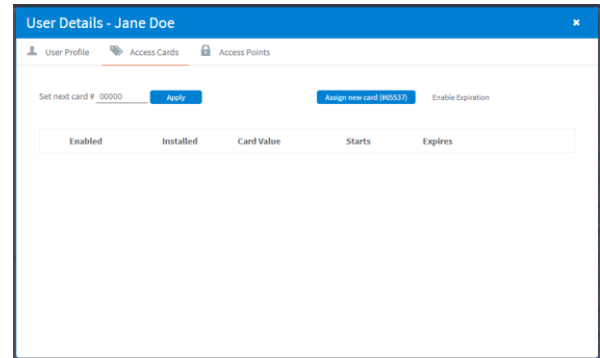 User Details - Jane Doe
User Profile Access Cards Access Points
Set next card # 00000 Apply Assign new card (#65537) Enable Expiration
Enabled Installed Card Value Starts Expires